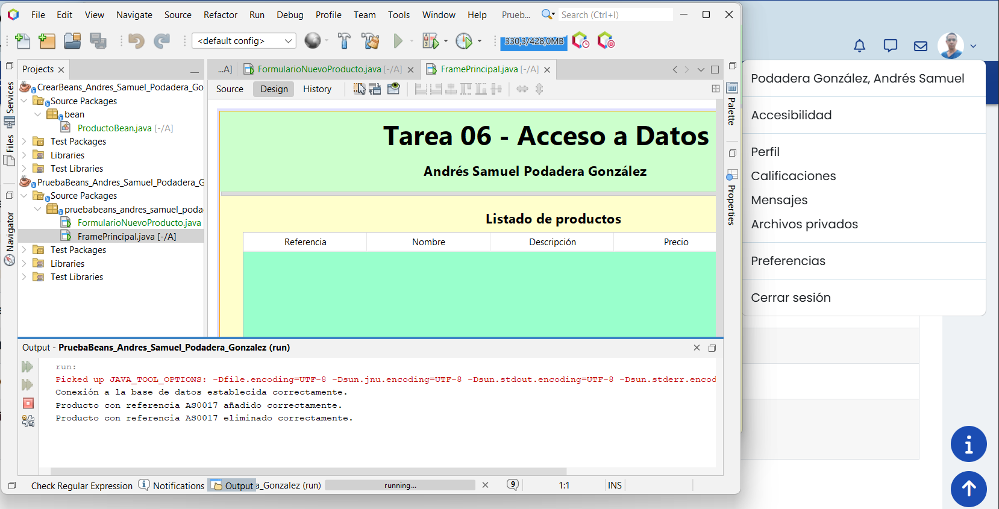 File Edit View Navigate Source Refactor Run Debug Profile Team Tools Window Help Prueb... Search (Ctrl+I)
<default config> 330,3/428,0MB
Projects
...A] FormularioNuevoProducto.java [-/A] FramePrincipal.java [-/A]
Source Design History
Services
Files
Navigator
CrearBeans_Andres_Samuel_Podadera_Go
Source Packages
bean
ProductoBean.java [-/A]
Test Packages
Libraries
Test Libraries
PruebaBeans_Andres_Samuel_Podadera_G
Source Packages
pruebabeans_andres_samuel_poda
FormularioNuevoProducto.java
FramePrincipal.java [-/A]
Test Packages
Libraries
Test Libraries
Tarea 06 - Acceso a Datos
Andrés Samuel Podadera González
Listado de productos
Referencia Nombre Descripción Precio
Palette
Properties
Output - PruebaBeans_Andres_Samuel_Podadera_Gonzalez (run)
run:
Picked up JAVA_TOOL_OPTIONS: -Dfile.encoding=UTF-8 -Dsun.jnu.encoding=UTF-8 -Dsun.stdout.encoding=UTF-8 -Dsun.stderr.encod
Conexión a la base de datos establecida correctamente.
Producto con referencia AS0017 añadido correctamente.
Producto con referencia AS0017 eliminado correctamente.
Check Regular Expression Notifications Output a_Gonzalez (run) running... 9 1:1 INS
Podadera González, Andrés Samuel
Accesibilidad
Perfil
Calificaciones
Mensajes
Archivos privados
Preferencias
Cerrar sesión